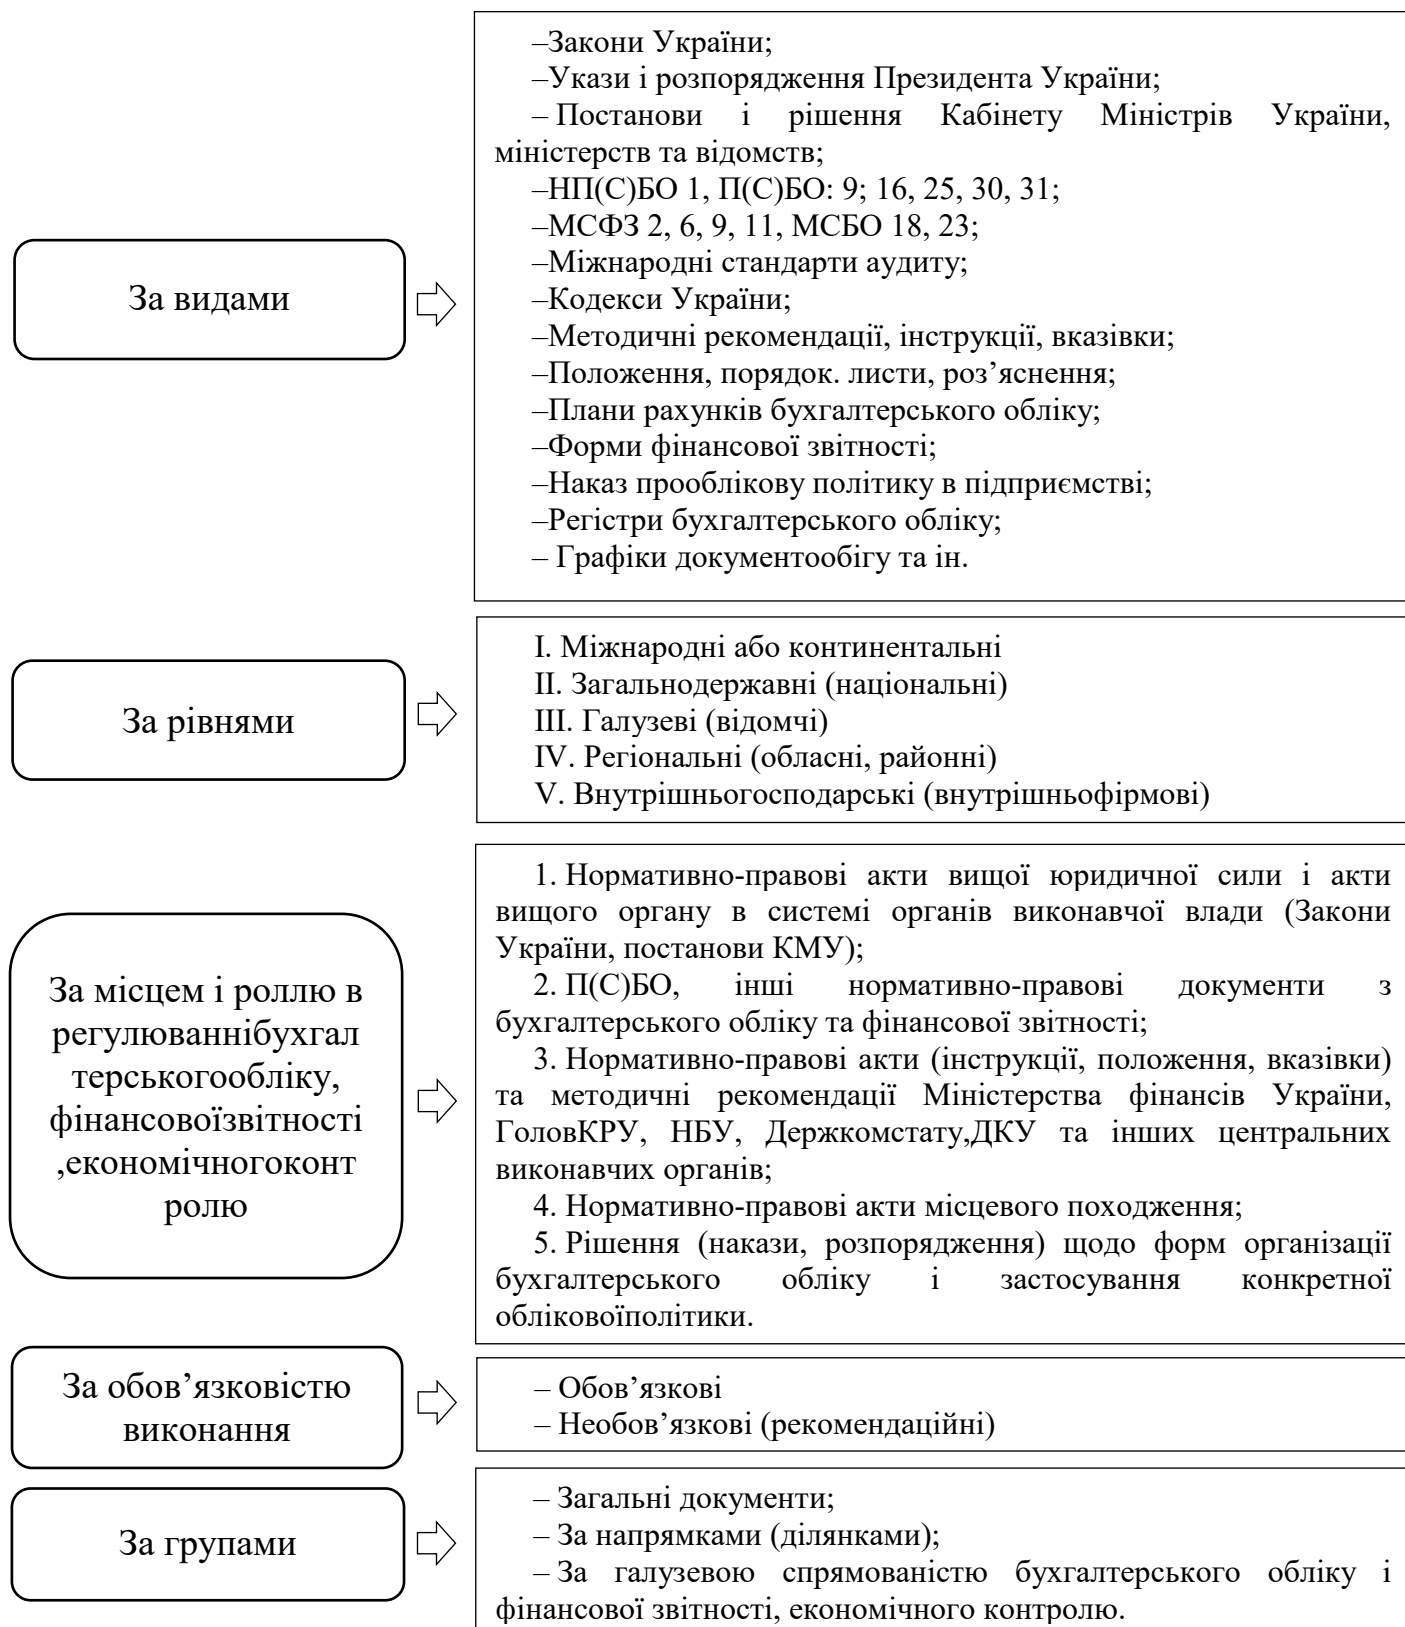 –Закони України;
–Укази і розпорядження Президента України;
– Постанови і рішення Кабінету Міністрів України,
міністерств та відомств;
–НП(С)БО 1, П(С)БО: 9; 16, 25, 30, 31;
–МСФЗ 2, 6, 9, 11, МСБО 18, 23;
–Міжнародні стандарти аудиту;
–Кодекси України;
–Методичні рекомендації, інструкції, вказівки;
–Положення, порядок. листи, роз’яснення;
–Плани рахунків бухгалтерського обліку;
–Форми фінансової звітності;
–Наказ прооблікову політику в підприємстві;
–Регістри бухгалтерського обліку;
– Графіки документообігу та ін.
За видами
І. Міжнародні або континентальні
ІІ. Загальнодержавні (національні)
ІІІ. Галузеві (відомчі)
IV. Регіональні (обласні, районні)
V. Внутрішньогосподарські (внутрішньофірмові)
За рівнями
1. Нормативно-правові акти вищої юридичної сили і акти
вищого органу в системі органів виконавчої влади (Закони
України, постанови КМУ);
2. П(С)БО, інші нормативно-правові документи з
бухгалтерського обліку та фінансової звітності;
3. Нормативно-правові акти (інструкції, положення, вказівки)
та методичні рекомендації Міністерства фінансів України,
ГоловКРУ, НБУ, Держкомстату,ДКУ та інших центральних
виконавчих органів;
4. Нормативно-правові акти місцевого походження;
5. Рішення (накази, розпорядження) щодо форм організації
бухгалтерського обліку і застосування конкретної
обліковоїполітики.
За місцем і роллю в
регулюваннібухгал
терськогообліку,
фінансовоїзвітності
,економічногоконт
ролю
За обов’язковістю
виконання
– Обов’язкові
– Необов’язкові (рекомендаційні)
За групами
– Загальні документи;
– За напрямками (ділянками);
– За галузевою спрямованістю бухгалтерського обліку і
фінансової звітності, економічного контролю.